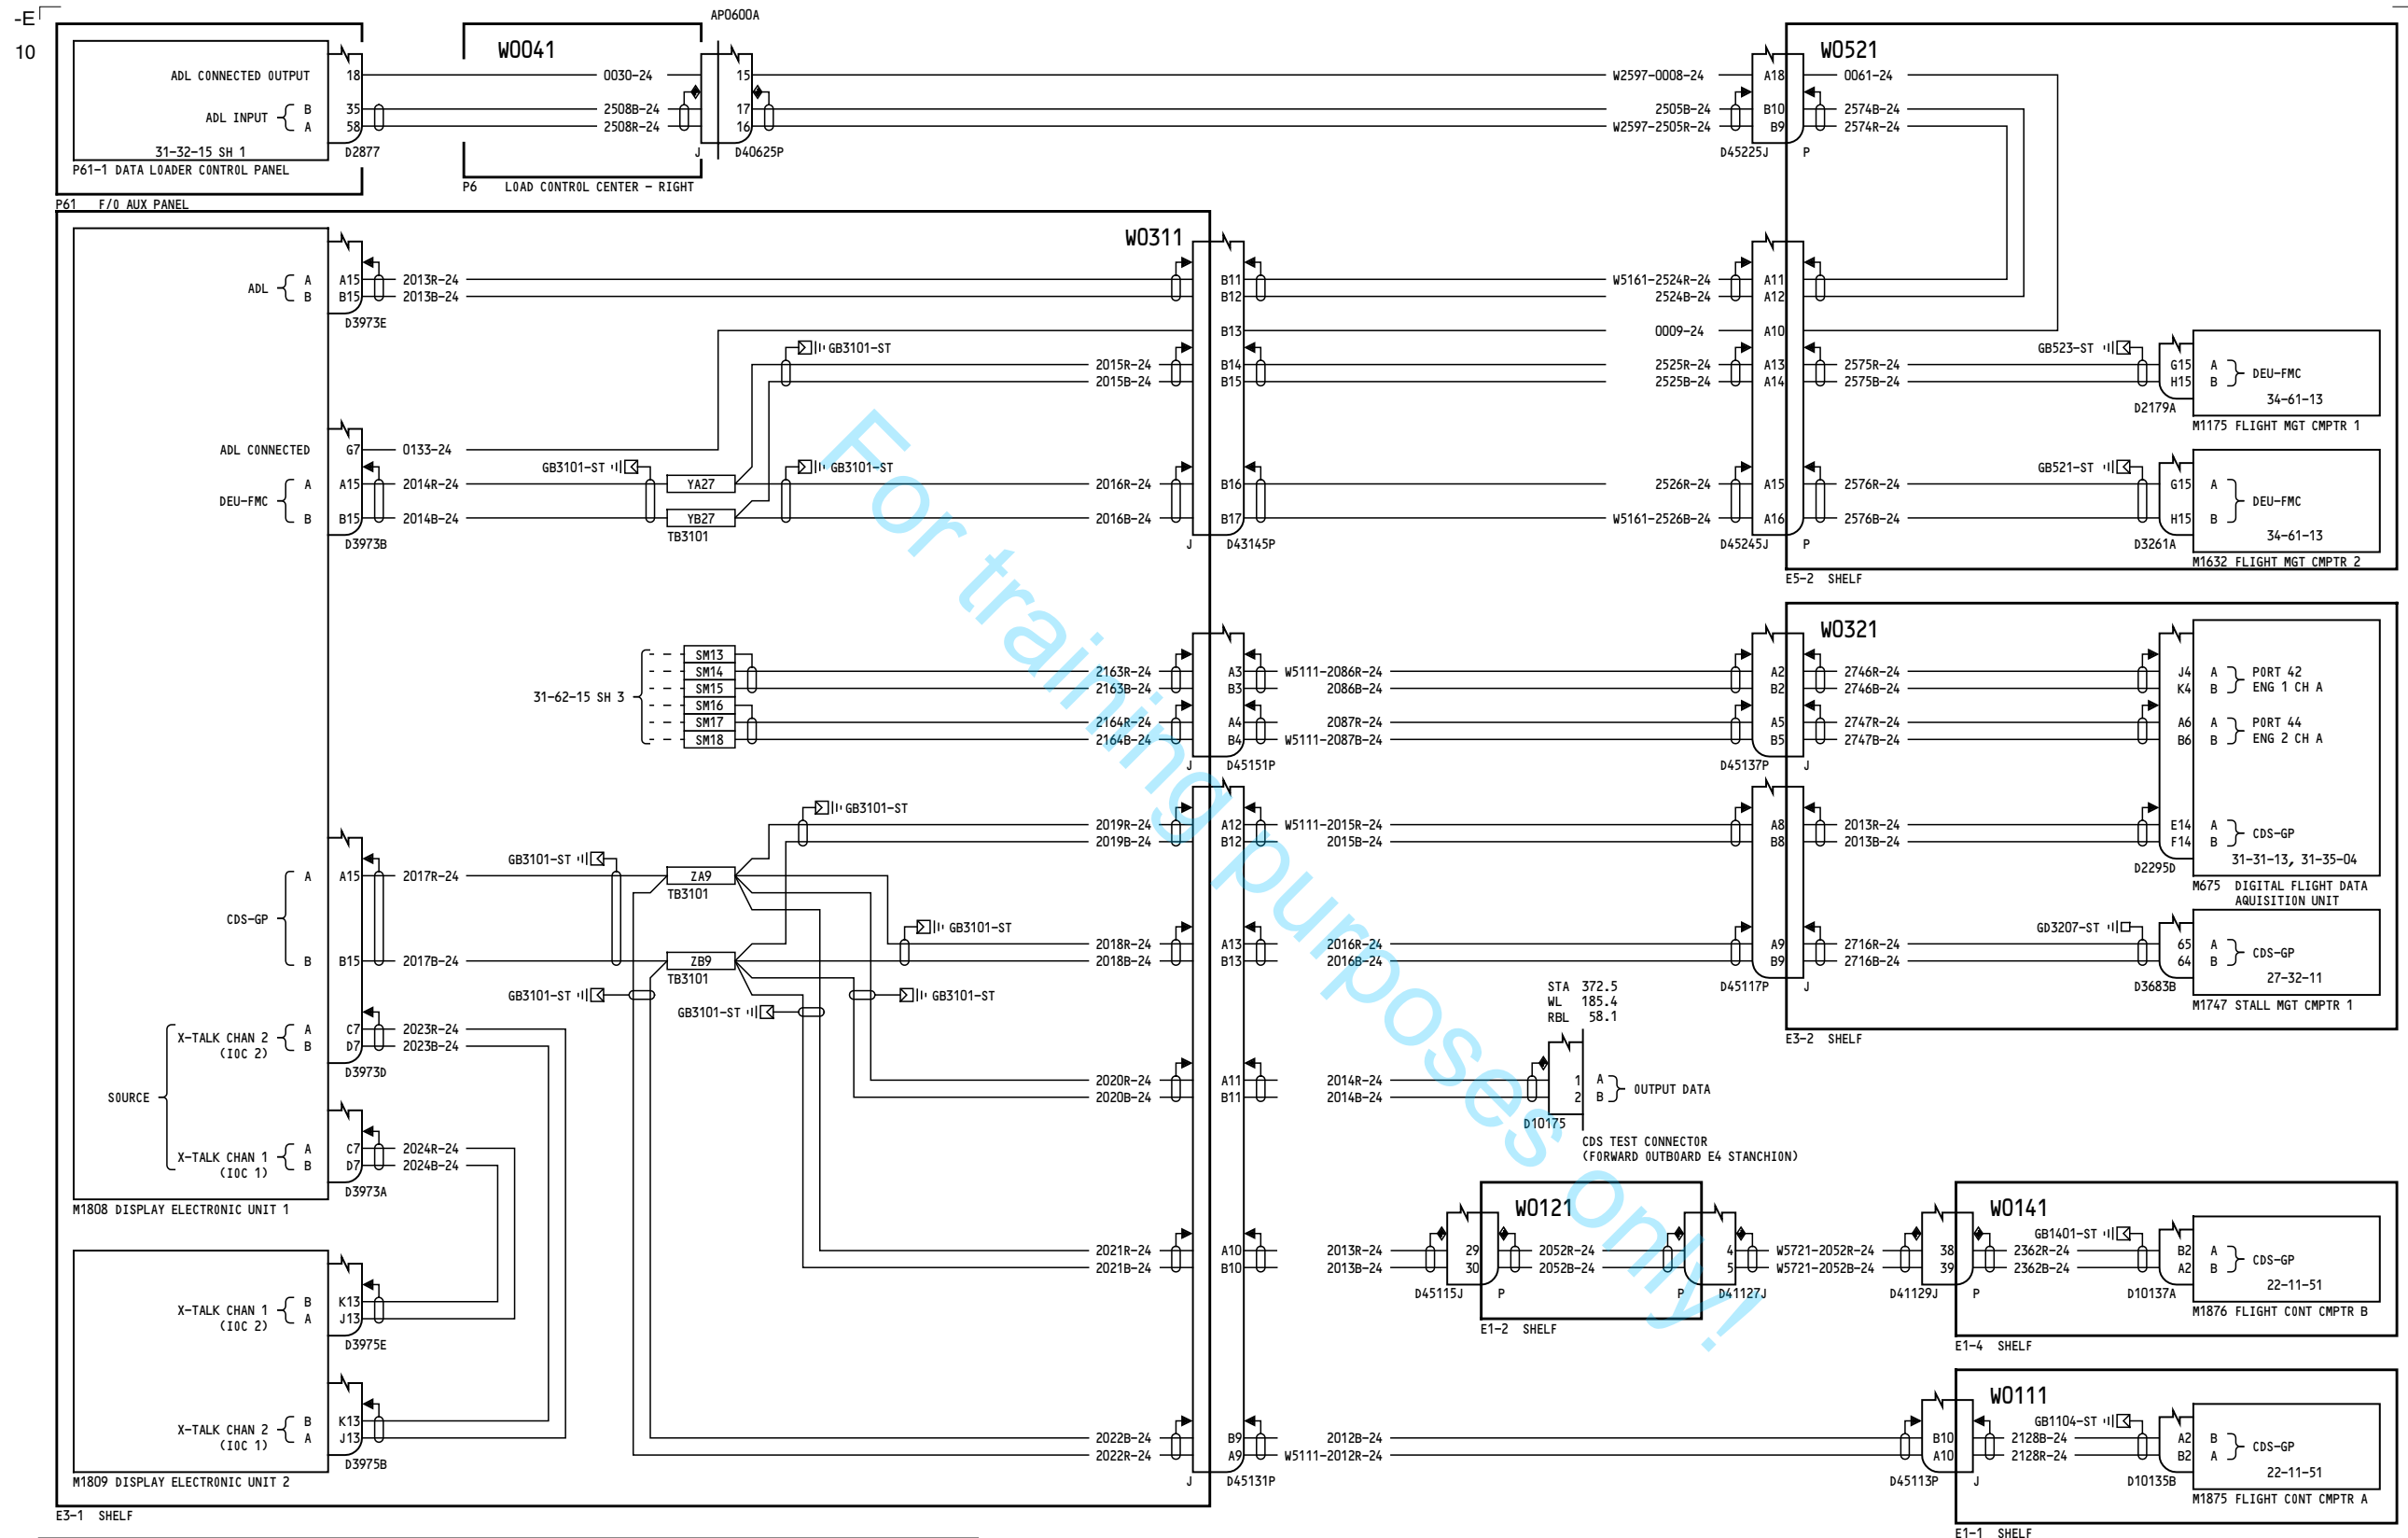 -E
10
AP0600A
W0041
W0521
ADL CONNECTED OUTPUT 18 0030-24 15 W2597-0008-24 A18 0061-24
ADL INPUT { B 35 2508B-24 17 2505B-24 B10 2574B-24
A 58 2508R-24 16 W2597-2505R-24 B9 2574R-24
31-32-15 SH 1 D2877 J D40625P D45225J P
P61-1 DATA LOADER CONTROL PANEL
P6 LOAD CONTROL CENTER - RIGHT
P61 F/O AUX PANEL
W0311
ADL { A A15 2013R-24 B11 W5161-2524R-24 A11
B B15 2013B-24 B12 2524B-24 A12
D3973E
B13 0009-24 A10
GB3101-ST GB523-ST
2015R-24 B14 2525R-24 A13 2575R-24 G15 A } DEU-FMC
2015B-24 B15 2525B-24 A14 2575B-24 H15 B
34-61-13
D2179A
M1175 FLIGHT MGT CMPTR 1
ADL CONNECTED G7 0133-24
GB3101-ST GB3101-ST GB521-ST
DEU-FMC { A A15 2014R-24 YA27 2016R-24 B16 2526R-24 A15 2576R-24 G15 A } DEU-FMC
B B15 2014B-24 YB27 2016B-24 B17 W5161-2526B-24 A16 2576B-24 H15 B
TB3101 34-61-13
D3973B J D43145P D45245J P D3261A
M1632 FLIGHT MGT CMPTR 2
E5-2 SHELF
W0321
SM13
SM14 2163R-24 A3 W5111-2086R-24 A2 2746R-24 J4 A } PORT 42
SM15 2163B-24 B3 2086B-24 B2 2746B-24 K4 B ENG 1 CH A
31-62-15 SH 3 {
SM16
SM17 2164R-24 A4 2087R-24 A5 2747R-24 A6 A } PORT 44
SM18 2164B-24 B4 W5111-2087B-24 B5 2747B-24 B6 B ENG 2 CH A
J D45151P D45137P J
GB3101-ST
2019R-24 A12 W5111-2015R-24 A8 2013R-24 E14 A } CDS-GP
2019B-24 B12 2015B-24 B8 2013B-24 F14 B
31-31-13, 31-35-04
D2295D
GB3101-ST
CDS-GP { A A15 2017R-24 ZA9
TB3101
M675 DIGITAL FLIGHT DATA
AQUISITION UNIT
GB3101-ST GD3207-ST
2018R-24 A13 2016R-24 A9 2716R-24 65 A } CDS-GP
B B15 2017B-24 ZB9 2018B-24 B13 2016B-24 B9 2716B-24 64 B
TB3101
27-32-11
D45117P J D3683B
M1747 STALL MGT CMPTR 1
GB3101-ST GB3101-ST
GB3101-ST
STA 372.5
WL 185.4
RBL 58.1
E3-2 SHELF
SOURCE {
X-TALK CHAN 2 { A C7 2023R-24
(IOC 2) B D7 2023B-24
D3973D
2020R-24 A11 2014R-24 1 A } OUTPUT DATA
2020B-24 B11 2014B-24 2 B
D10175
CDS TEST CONNECTOR
(FORWARD OUTBOARD E4 STANCHION)
X-TALK CHAN 1 { A C7 2024R-24
(IOC 1) B D7 2024B-24
D3973A
M1808 DISPLAY ELECTRONIC UNIT 1
W0121
W0141
GB1401-ST
2021R-24 A10 2013R-24 29 2052R-24 4 W5721-2052R-24 38 2362R-24 B2 A } CDS-GP
2021B-24 B10 2013B-24 30 2052B-24 5 W5721-2052B-24 39 2362B-24 A2 B
22-11-51
D45115J P P D41127J D41129J P D10137A
M1876 FLIGHT CONT CMPTR B
E1-2 SHELF
E1-4 SHELF
X-TALK CHAN 1 { B K13
(IOC 2) A J13
D3975E
W0111
GB1104-ST
X-TALK CHAN 2 { B K13
(IOC 1) A J13
D3975B
2022B-24 B9 2012B-24 B10 2128B-24 A2 B } CDS-GP
2022R-24 A9 W5111-2012R-24 A10 2128R-24 B2 A
22-11-51
J D45131P D45113P J D10135B
M1809 DISPLAY ELECTRONIC UNIT 2
M1875 FLIGHT CONT CMPTR A
E3-1 SHELF
E1-1 SHELF
For training purposes only!